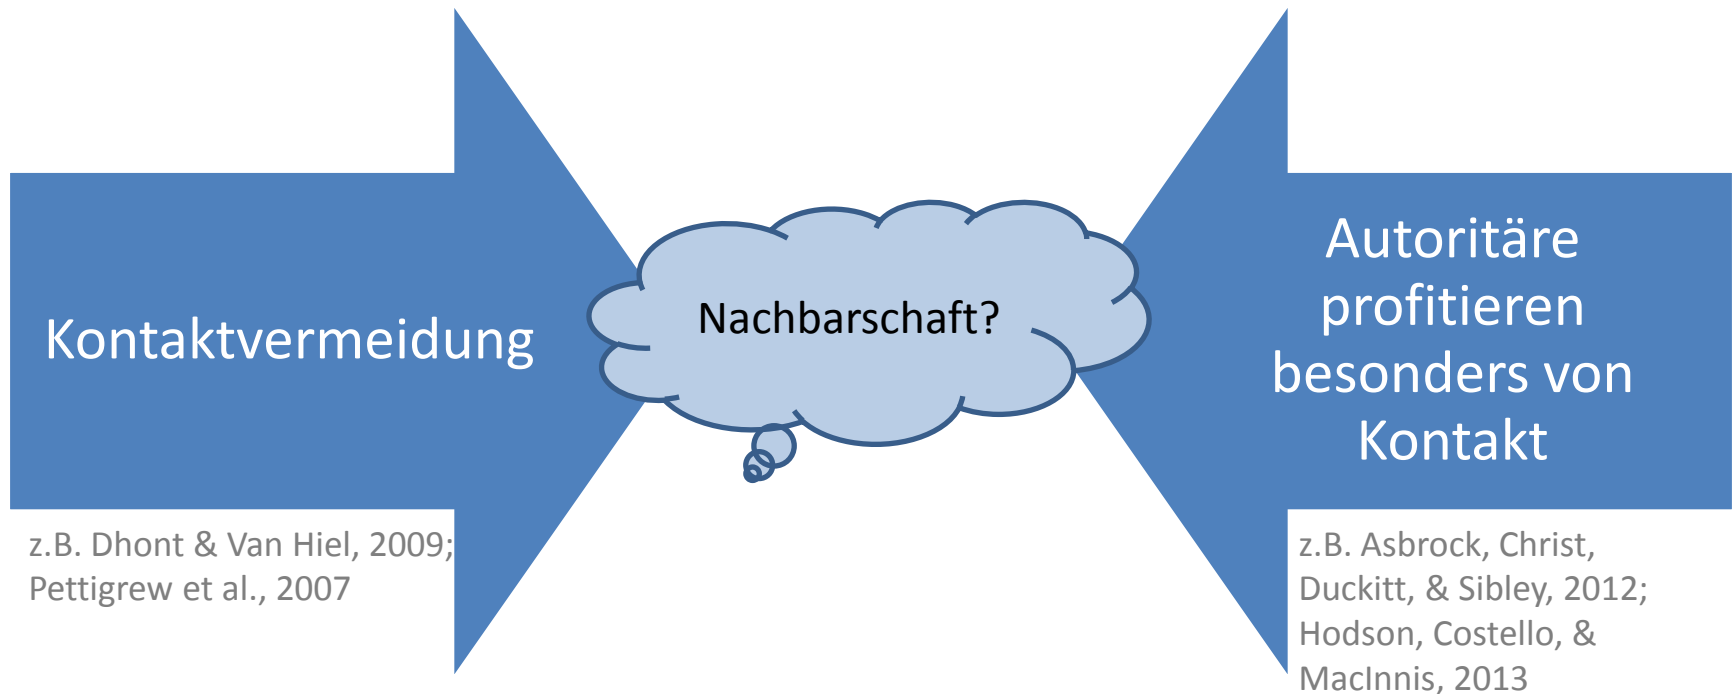 Kontaktvermeidung
z.B. Dhont & Van Hiel, 2009;
Pettigrew et al., 2007
Nachbarschaft?
Autoritäre
profitieren
besonders von
Kontakt
z.B. Asbrock, Christ,
Duckitt, & Sibley, 2012;
Hodson, Costello, &
MacInnis, 2013